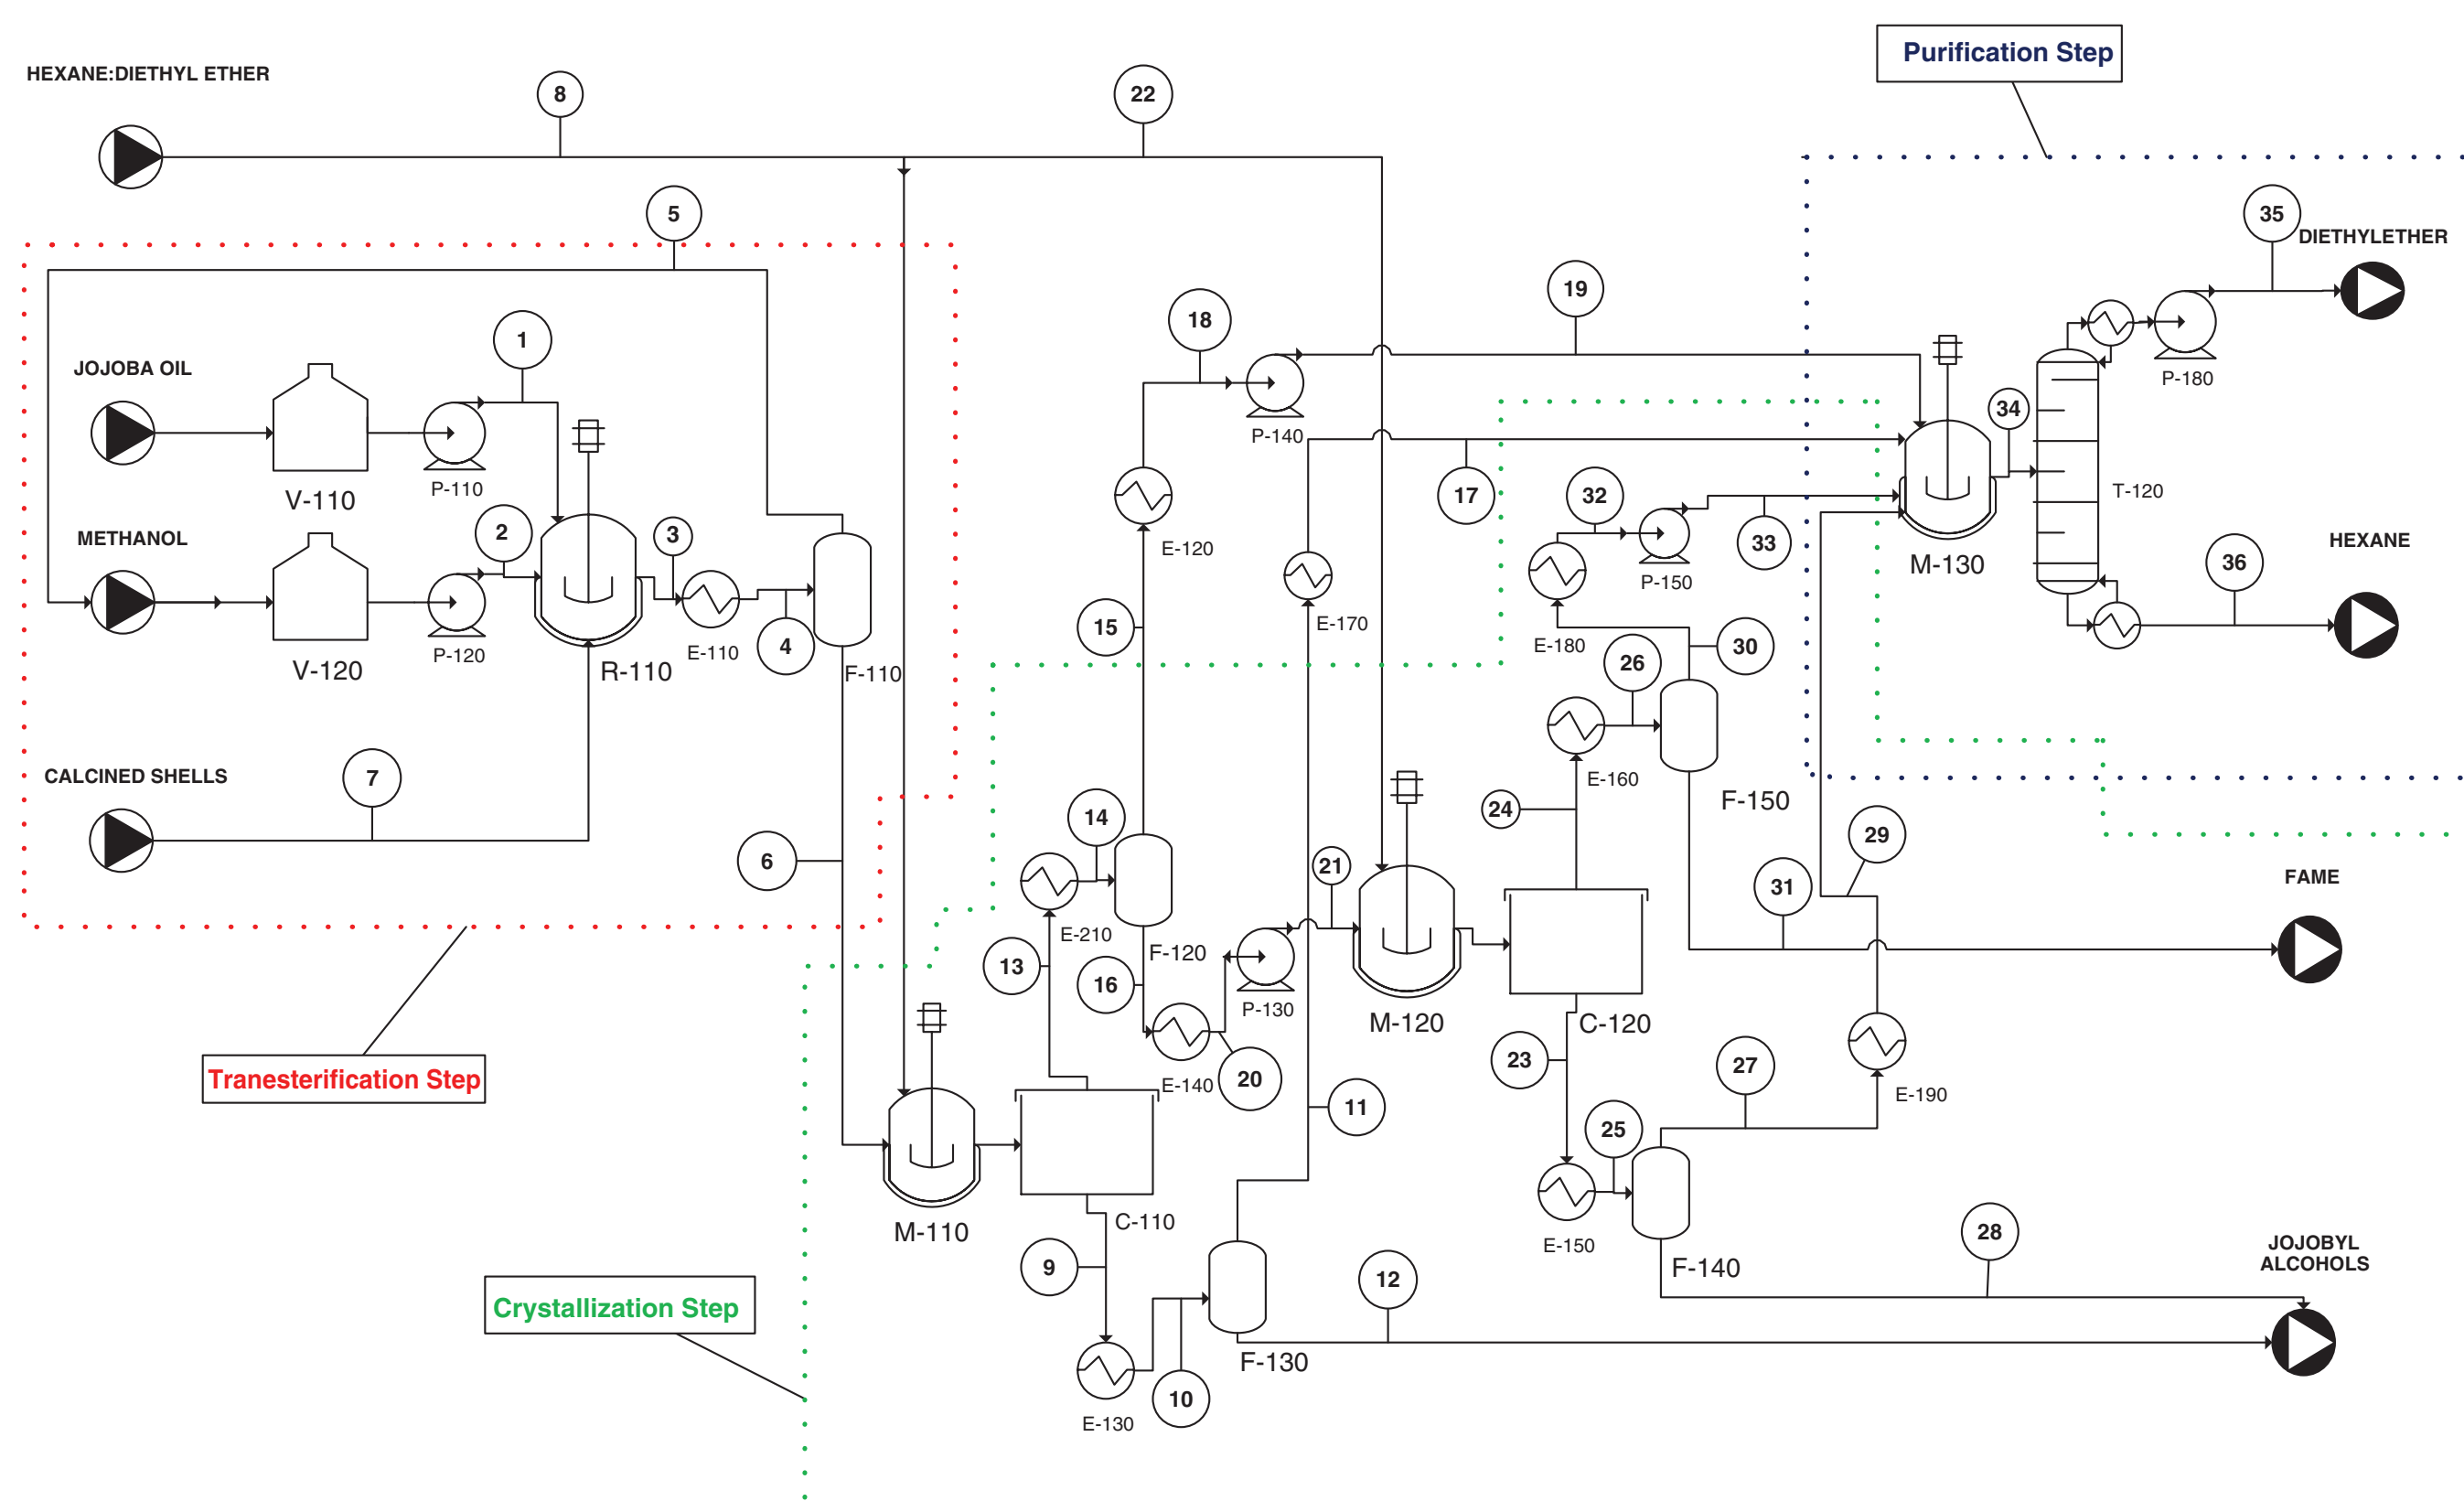 Purification Step
HEXANE:DIETHYL ETHER
8
22
5
35
DIETHYLETHER
19
18
1
JOJOBA OIL
P-180
34
P-140
P-110
V-110
17
32
T-120
2
3
METHANOL
E-120
33
HEXANE
M-130
P-150
36
15
E-170
E-180
30
26
4
E-110
P-120
V-120
R-110
F-110
CALCINED SHELLS
7
E-160
F-150
24
14
29
6
21
FAME
31
E-210
13
F-120
16
P-130
M-120
C-120
23
27
Tranesterification Step
E-140
20
E-190
11
25
C-110
M-110
9
E-150
F-140
28
JOJOBYL
ALCOHOLS
12
Crystallization Step
F-130
10
E-130